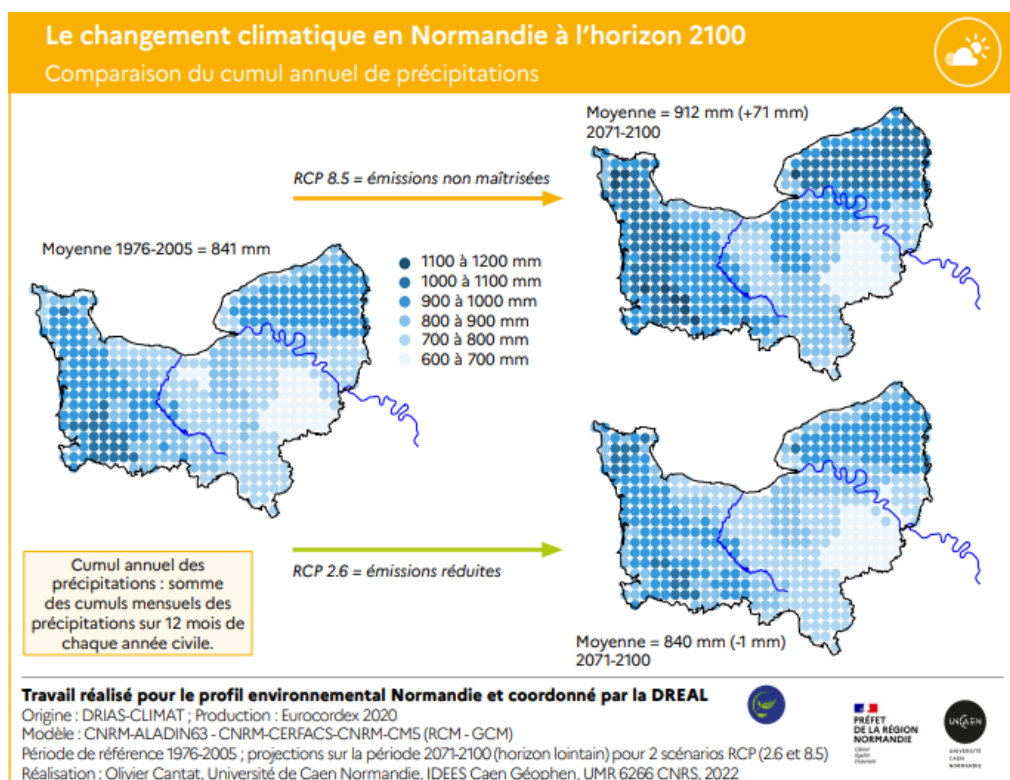 Le changement climatique en Normandie à l'horizon 2100
Comparaison du cumul annuel de précipitations
Moyenne = 912 mm (+71 mm)
2071-2100
RCP 8.5 = émissions non maîtrisées
Moyenne 1976-2005 = 841 mm
1100 à 1200 mm
1000 à 1100 mm
900 à 1000 mm
800 à 900 mm
700 à 800 mm
600 à 700 mm
RCP 2.6 = émissions réduites
Cumul annuel des
précipitations : somme
des cumuls mensuels des
précipitations sur 12 mois de
chaque année civile.
Moyenne = 840 mm (-1 mm)
2071-2100
Travail réalisé pour le profil environnemental Normandie et coordonné par la DREAL
Origine : DRIAS-CLIMAT ; Production : Eurocordex 2020
Modèle : CNRM-ALADIN63 - CNRM-CERFACS-CNRM-CM5 (RCM - GCM)
Période de référence 1976-2005 ; projections sur la période 2071-2100 (horizon lointain) pour 2 scénarios RCP (2.6 et 8.5)
Réalisation : Olivier Cantat, Université de Caen Normandie, IDEES Caen Géophen, UMR 6266 CNRS, 2022
PRÉFET
DE LA RÉGION
NORMANDIE
Liberté
Égalité
Fraternité
UNICAEN
UNIVERSITÉ
CAEN
NORMANDIE